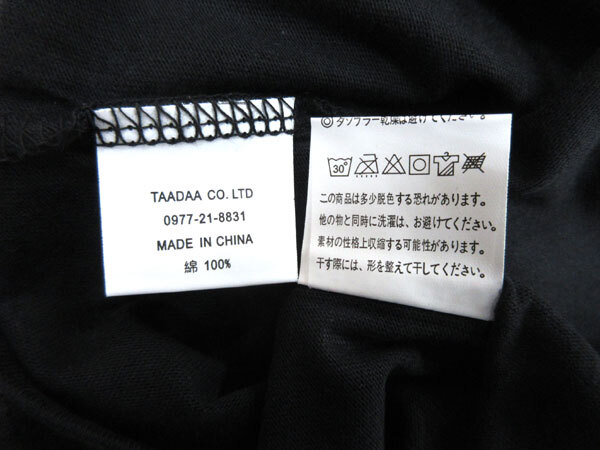 TAADAA CO. LTD
0977-21-8831
MADE IN CHINA
綿 100%
◎タンブラー乾燥は避けてください。
30°
この商品は多少脱色する恐れがあります。
他の物と同時に洗濯は、お避けてください。
素材の性格上収縮する可能性があります。
干す際には、形を整えて干してください。